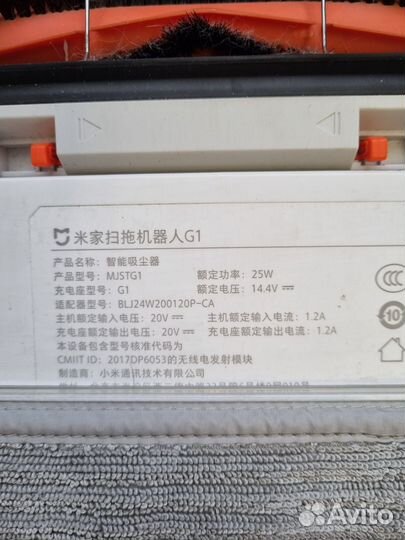 米家扫拖机器人G1
产品名称: 智能吸尘器
产品型号: MJSTG1 额定功率: 25W
充电座型号: G1 额定电压: 14.4V
适配器型号: BLJ24W200120P-CA
主机额定输入电压: 20V 主机额定输入电流: 1.2A
充电座额定输出电压: 20V 充电座额定输出电流: 1.2A
本设备包含型号核准代码为
CMIIT ID: 2017DP6053的无线电发射模块
制造商: 小米通讯技术有限公司
CCC
10
Avito